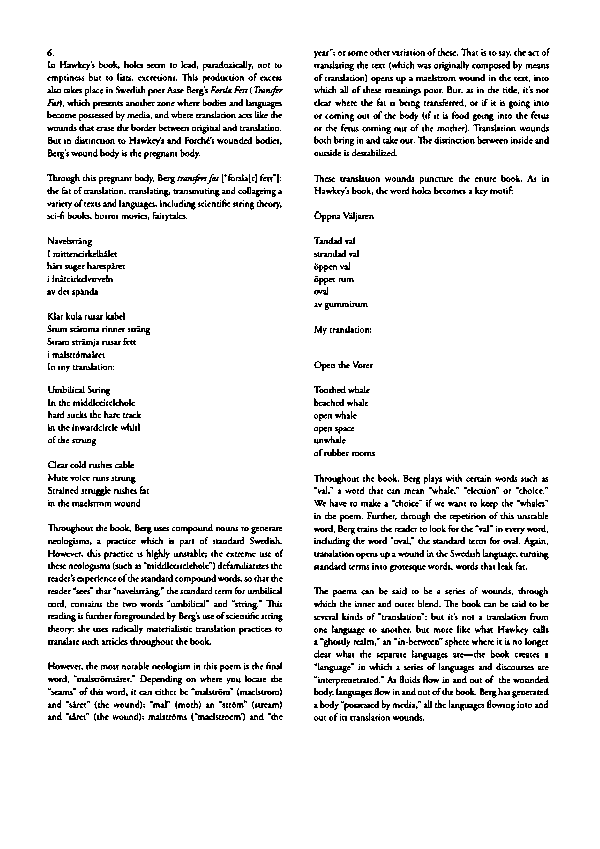 6.
In Hawkey's book, holes seem to lead, paradoxically, not to
emptiness but to lists, excretions. This production of excess
also takes place in Swedish poet Aase Berg's Forsla Fett (Transfer
Fat), which presents another zone where bodies and languages
become possessed by media, and where translation acts like the
wounds that erase the border between original and translation.
But in distinction to Hawkey's and Forché's wounded bodies,
Berg's wound body is the pregnant body.
Through this pregnant body, Berg transfers fat ["forsla[r] fett"]:
the fat of translation, translating, transmuting and collageing a
variety of texts and languages, including scientific string theory,
sci-fi books, horror movies, fairytales.
Navelsträng
I mittencirkelhålet
hårt suger harespåret
i inåtcirkelvirveln
av det spända
Klar kula rusar kabel
Stum stämma rinner sträng
Stram strämja rusar fett
i malströmsåret
In my translation:
Umbilical String
In the middlecirclehole
hard sucks the hare track
in the inwardcircle whirl
of the strung
Clear cold rushes cable
Mute voice runs strung
Strained struggle rushes fat
in the maelstrom wound
Throughout the book, Berg uses compound nouns to generate
neologisms, a practice which is part of standard Swedish.
However, this practice is highly unstable; the extreme use of
these neologisms (such as "middlecirclehole") defamiliarizes the
reader's experience of the standard compound words, so that the
reader "sees" that "navelsträng," the standard term for umbilical
cord, contains the two words "umbilical" and "string." This
reading is further foregrounded by Berg's use of scientific string
theory: she uses radically materialistic translation practices to
translate such articles throughout the book.
However, the most notable neologism in this poem is the final
word, "malströmsåret." Depending on where you locate the
"seams" of this word, it can either be "malström" (maelstrom)
and "såret" (the wound); "mal" (moth) an "ström" (stream)
and "såret" (the wound); malströms ("maelstroem") and "the
year"; or some other variation of these. That is to say, the act of
translating the text (which was originally composed by means
of translation) opens up a maelstrom wound in the text, into
which all of these meanings pour. But, as in the title, it's not
clear where the fat is being transferred, or if it is going into
or coming out of the body (if it is food going into the fetus
or the fetus coming out of the mother). Translation wounds
both bring in and take out. The distinction between inside and
outside is destabilized.
These translation wounds puncture the entire book. As in
Hawkey's book, the word holes becomes a key motif:
Öppna Väljaren
Tandad val
strandad val
öppen val
öppet rum
oval
av gummirum
My translation:
Open the Voter
Toothed whale
beached whale
open whale
open space
unwhale
of rubber rooms
Throughout the book, Berg plays with certain words such as
"val," a word that can mean "whale," "election" or "choice."
We have to make a "choice" if we want to keep the "whales"
in the poem. Further, through the repetition of this unstable
word, Berg trains the reader to look for the "val" in every word,
including the word "oval," the standard term for oval. Again,
translation opens up a wound in the Swedish language, turning
standard terms into grotesque words, words that leak fat.
The poems can be said to be a series of wounds, through
which the inner and outer blend. The book can be said to be
several kinds of "translation"; but it's not a translation from
one language to another, but more like what Hawkey calls
a "ghostly realm," an "in-between" sphere where it is no longer
clear what the separate languages are—the book creates a
"language" in which a series of languages and discourses are
"interpenetrated." As fluids flow in and out of the wounded
body, languages flow in and out of the book. Berg has generated
a body "possessed by media," all the languages flowing into and
out of its translation wounds.